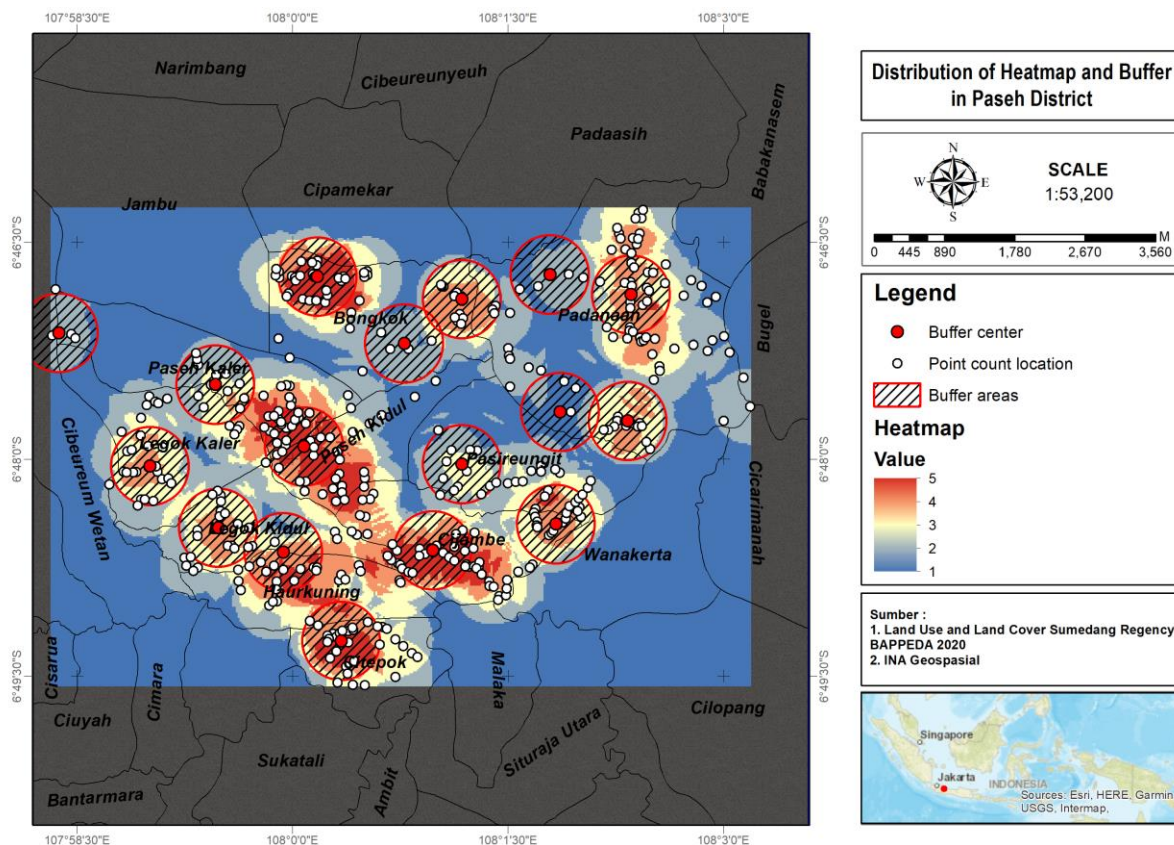 107°58'30"E 108°0'0"E 108°1'30"E 108°3'0"E
Narimbang
Cibeureunyeuh
Padaasih
Babakanasem
Cipamekar
Jambu
6°46'30"S 6°46'30"S
Bongkok
Padanaan
Bugel
Paseh Kaler
Paseh Kidul
Legok Kaler
Pasireungit
6°48'0"S 6°48'0"S
Cibeureum Wetan
Cicarimanah
Legok Kidul
Cijambe
Wanakerta
Haurkuning
Citepok
Cisarua
Cimara
Malaka
6°49'30"S 6°49'30"S
Cilopang
Ciuyah
Sukatali
Ambit
Situraja Utara
Bantarmara
107°58'30"E 108°0'0"E 108°1'30"E 108°3'0"E
Distribution of Heatmap and Buffer
in Paseh District
N
W E
S
SCALE
1:53,200
M
0 445 890 1,780 2,670 3,560
Legend
Buffer center
Point count location
Buffer areas
Heatmap
Value
5
4
3
2
1
Sumber :
1. Land Use and Land Cover Sumedang Regency
BAPPEDA 2020
2. INA Geospasial
Singapore
Jakarta
INDONESIA
Sources: Esri, HERE, Garmin
USGS, Intermap,